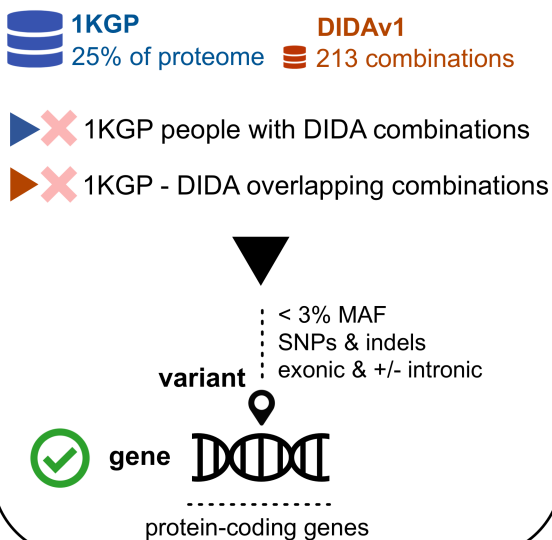 1KGP
25% of proteome
DIDAv1
213 combinations
1KGP people with DIDA combinations
1KGP - DIDA overlapping combinations
< 3% MAF
SNPs & indels
exonic & +/- intronic
variant
gene
protein-coding genes